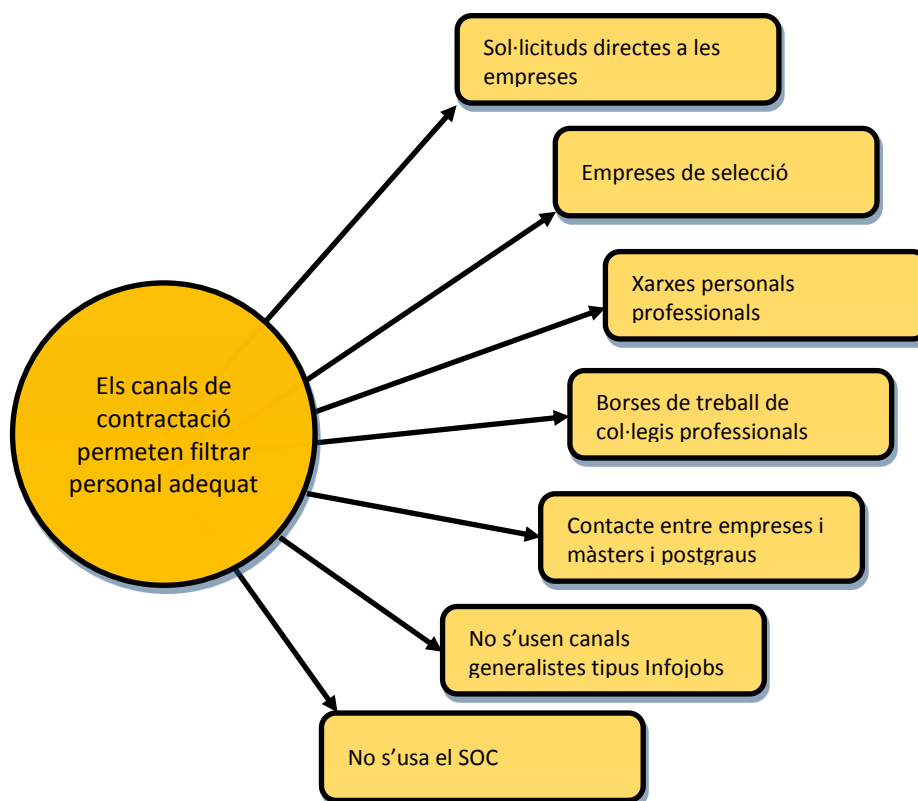 Sol·licituds directes a les
empreses
Empreses de selecció
Xarxes personals
professionals
Els canals de
contractació
permeten filtrar
personal adequat
Borses de treball de
col·legis professionals
Contacte entre empreses i
màsters i postgraus
No s’usen canals
generalistes tipus Infojobs
No s’usa el SOC